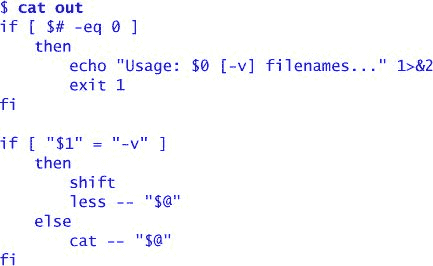 $ cat out
if [ $# -eq 0 ]
then
echo "Usage: $0 [-v] filenames..." 1>&2
exit 1
fi
if [ "$1" = "-v" ]
then
shift
less -- "$@"
else
cat -- "$@"
fi